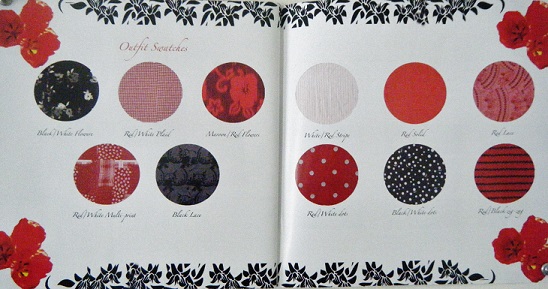 Outfit Swatches
Black/White Flowers
Red/White Plaid
Maroon/Red Flowers
White/Red Stripe
Red Solid
Red Lace
Red/White Multi-print
Black Lace
Red/White dots
Black/White dots
Red/Black zig-zag